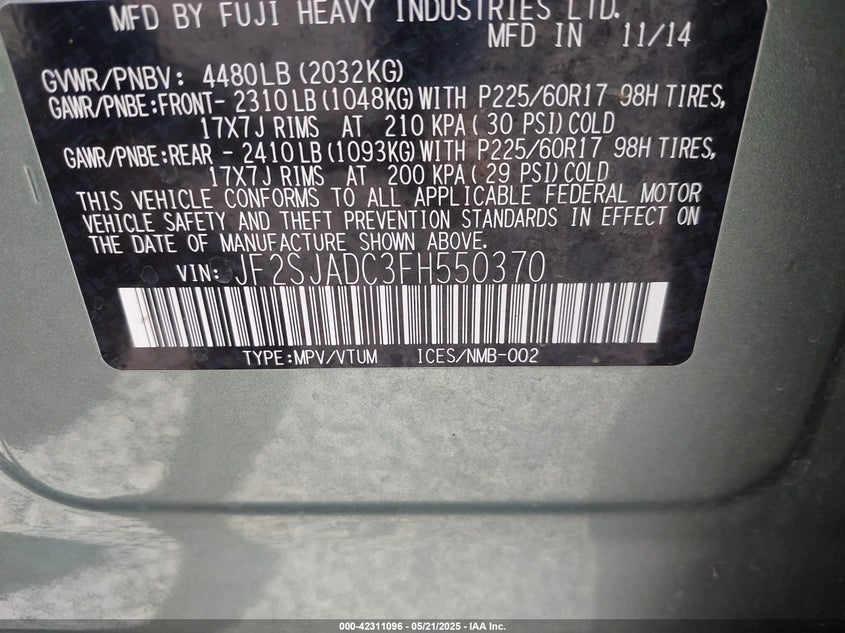 MFD BY FUJI HEAVY INDUSTRIES LTD.
MFD IN 11/14
GVWR/PNBV: 4480LB(2032KG)
GAWR/PNBE:FRONT- 2310LB(1048KG)WITH P225/60R17 98H TIRES,
17X7J RIMS AT 210 KPA(30 PSI)COLD
GAWR/PNBE:REAR - 2410LB(1093KG)WITH P225/60R17 98H TIRES,
17X7J RIMS AT 200 KPA(29 PSI)COLD
THIS VEHICLE CONFORMS TO ALL APPLICABLE FEDERAL MOTOR
VEHICLE SAFETY AND THEFT PREVENTION STANDARDS IN EFFECT ON
THE DATE OF MANUFACTURE SHOWN ABOVE.
VIN: JF2SJADC3FH550370
TYPE:MPV/VTUM ICES/NMB-002
000-42311096 - 05/21/2025 - IAA Inc.